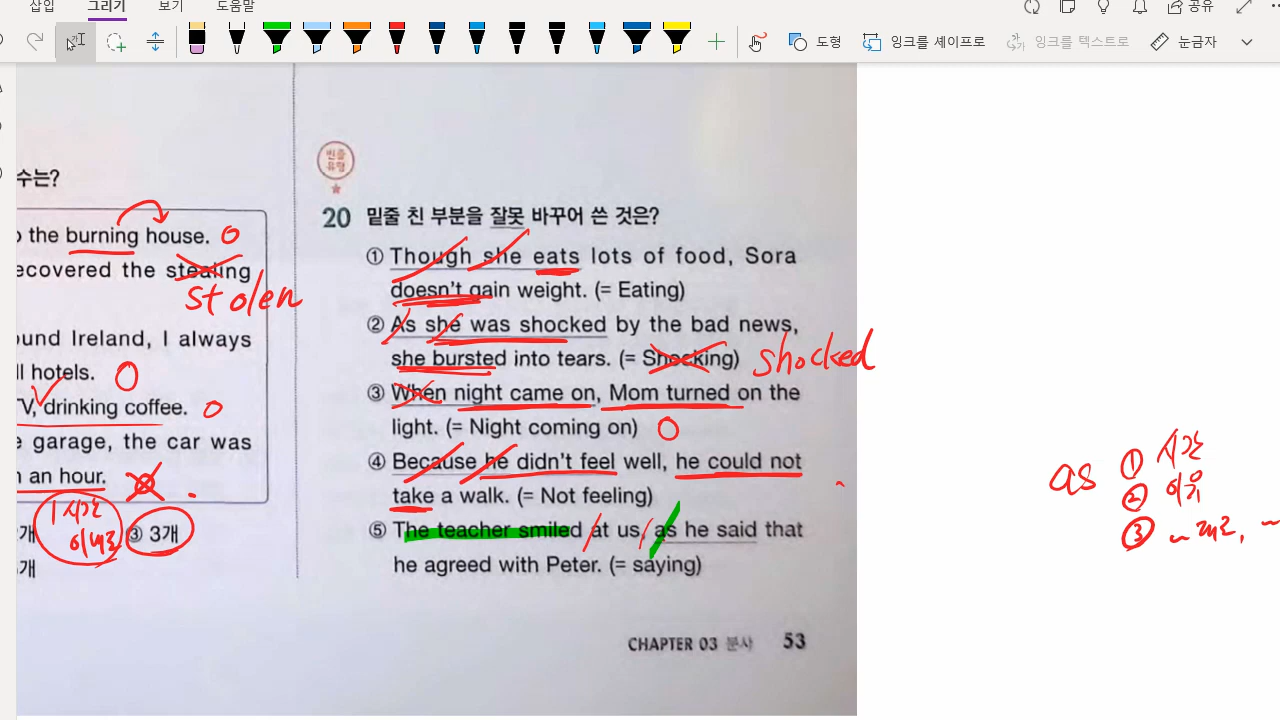 삽입 그리기 보기 도움말
공유
도형 잉크를 셰이프로 잉크를 텍스트로 눈금자
빈출
유형
수는?
the burning house. O
ecovered the stealing
stolen
und Ireland, I always
hotels. O
TV, drinking coffee. O
garage, the car was
an hour.
1시간
이내로
③ 3개
20 밑줄 친 부분을 잘못 바꾸어 쓴 것은?
① Though she eats lots of food, Sora
doesn't gain weight. (= Eating)
② As she was shocked by the bad news,
she bursted into tears. (= Shocking) shocked
③ When night came on, Mom turned on the
light. (= Night coming on) O
④ Because he didn't feel well, he could not
take a walk. (= Not feeling)
⑤ The teacher smiled at us, as he said that
he agreed with Peter. (= saying)
CHAPTER 03 분사 53
as ① 시간
② 이유
③ ~